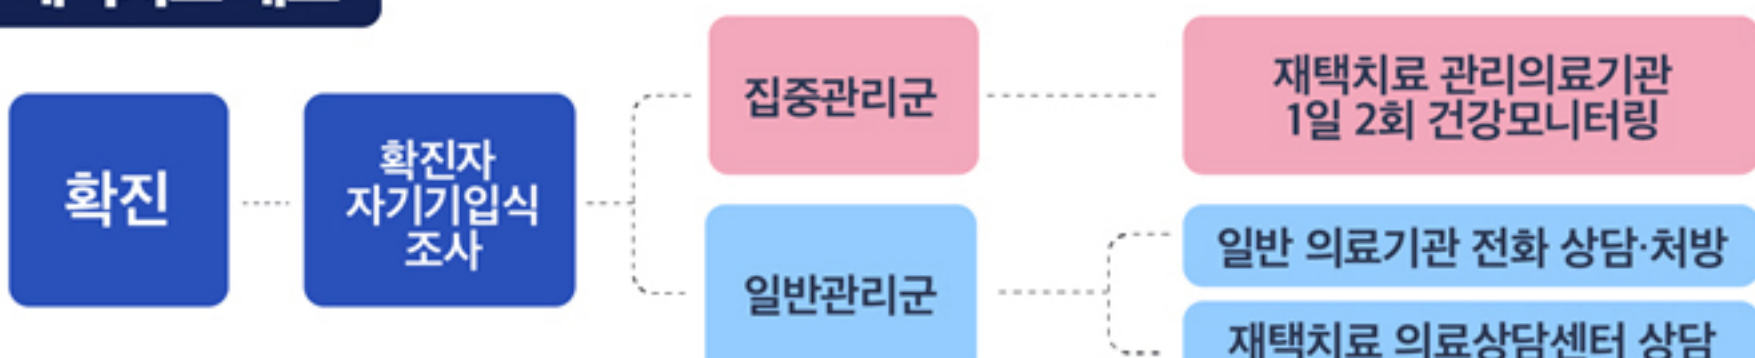 확진
확진자
자기기입식
조사
집중관리군
재택치료 관리의료기관
1일 2회 건강모니터링
일반관리군
일반 의료기관 전화 상담·처방
재택치료 의료상담센터 상담